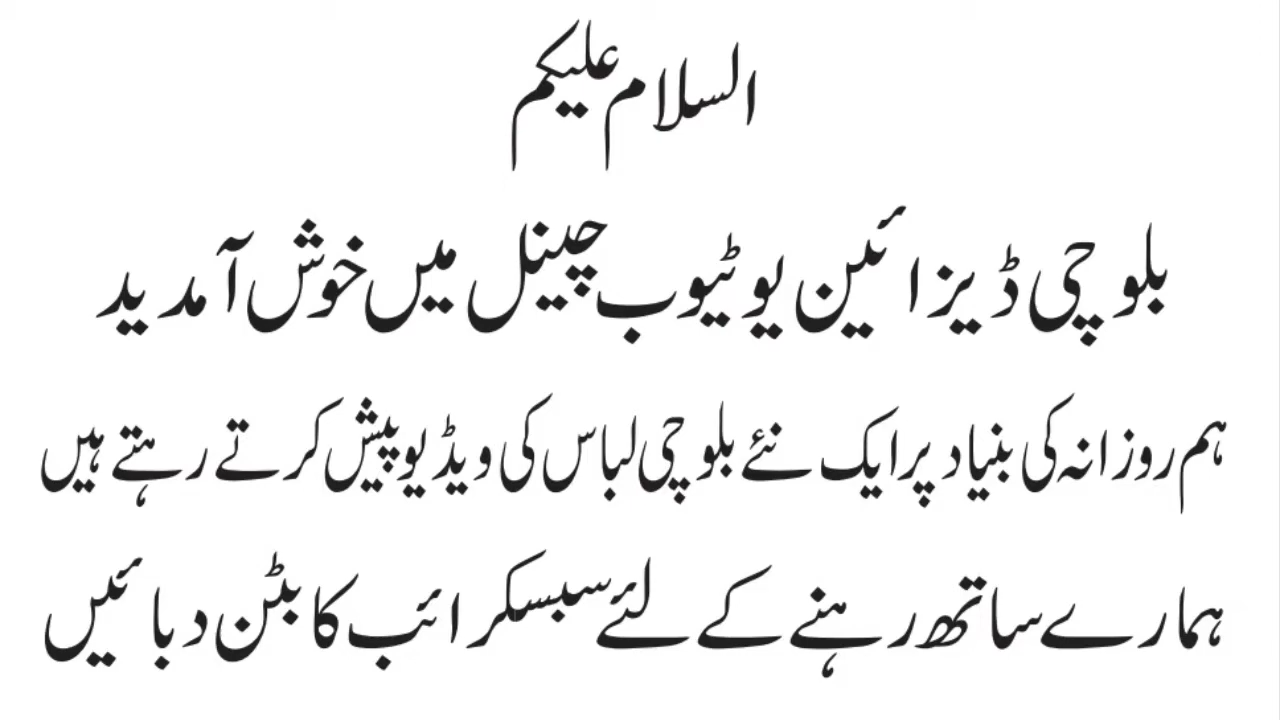 السلام علیکم
بلوچی ڈیزائین یوٹیوب چینل میں خوش آمدید
ہم روزانہ کی بنیاد پر ایک نئے بلوچی لباس کی ویڈیو پیش کرتے رہتے ہیں
ہمارے ساتھ رہنے کے لئے سبسکرائب کا بٹن دبائیں